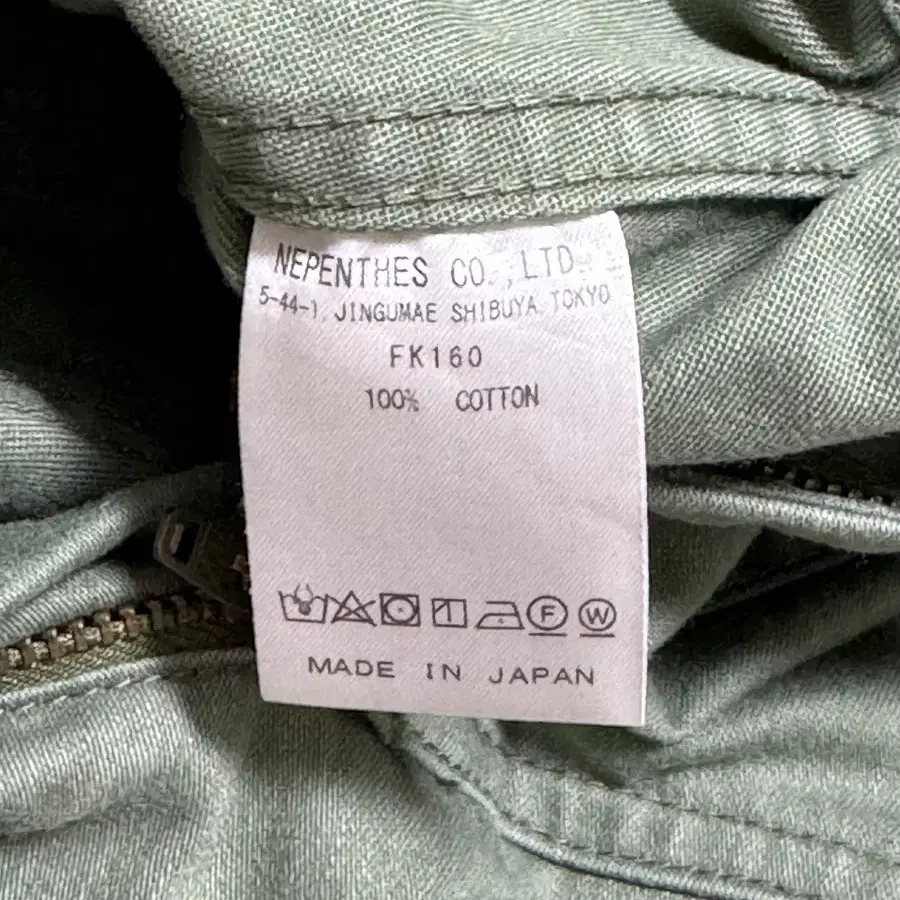 NEPENTHES CO.,LTD.
5-44-1, JINGUMAE SHIBUYA TOKYO
FK160
100% COTTON
F W
MADE IN JAPAN